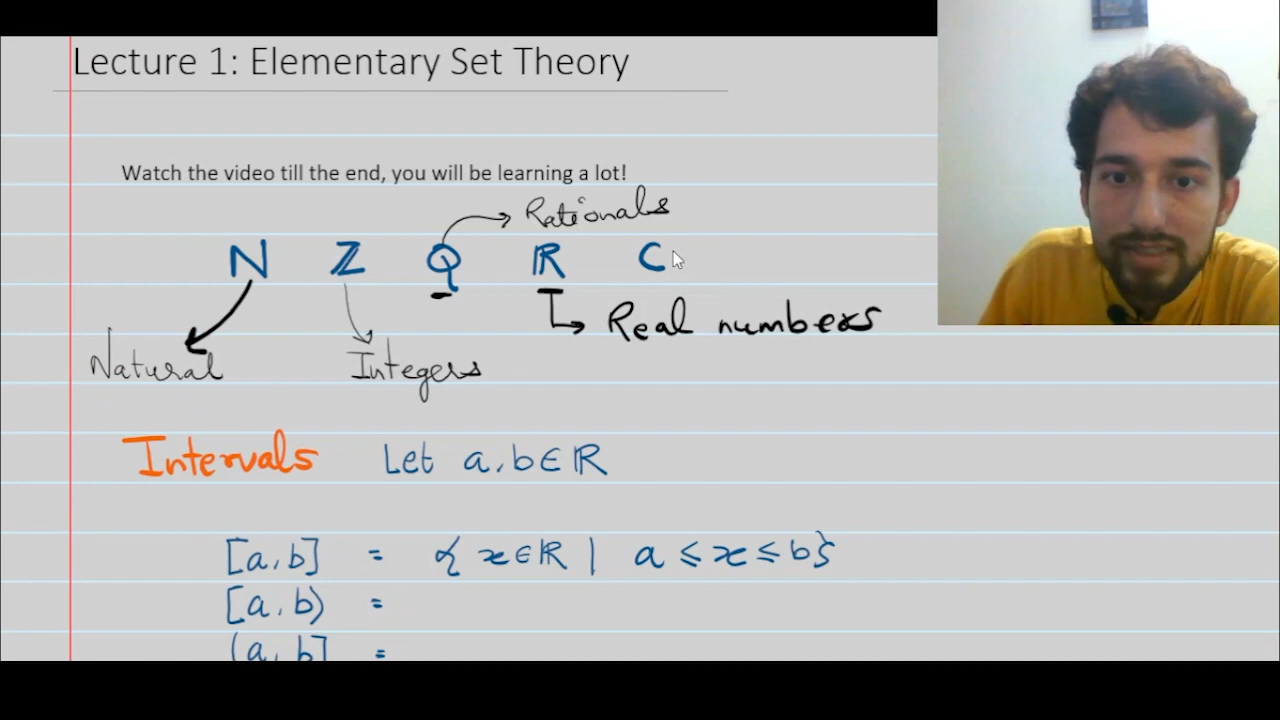 Lecture 1: Elementary Set Theory
Watch the video till the end, you will be learning a lot!
Rationals
N ℤ Q ℝ C
Real numbers
Natural Integers
Intervals Let a, b ∈ ℝ
[a, b] = { x ∈ ℝ | a ⩽ x ⩽ b }
[a, b) =
(a, b] =